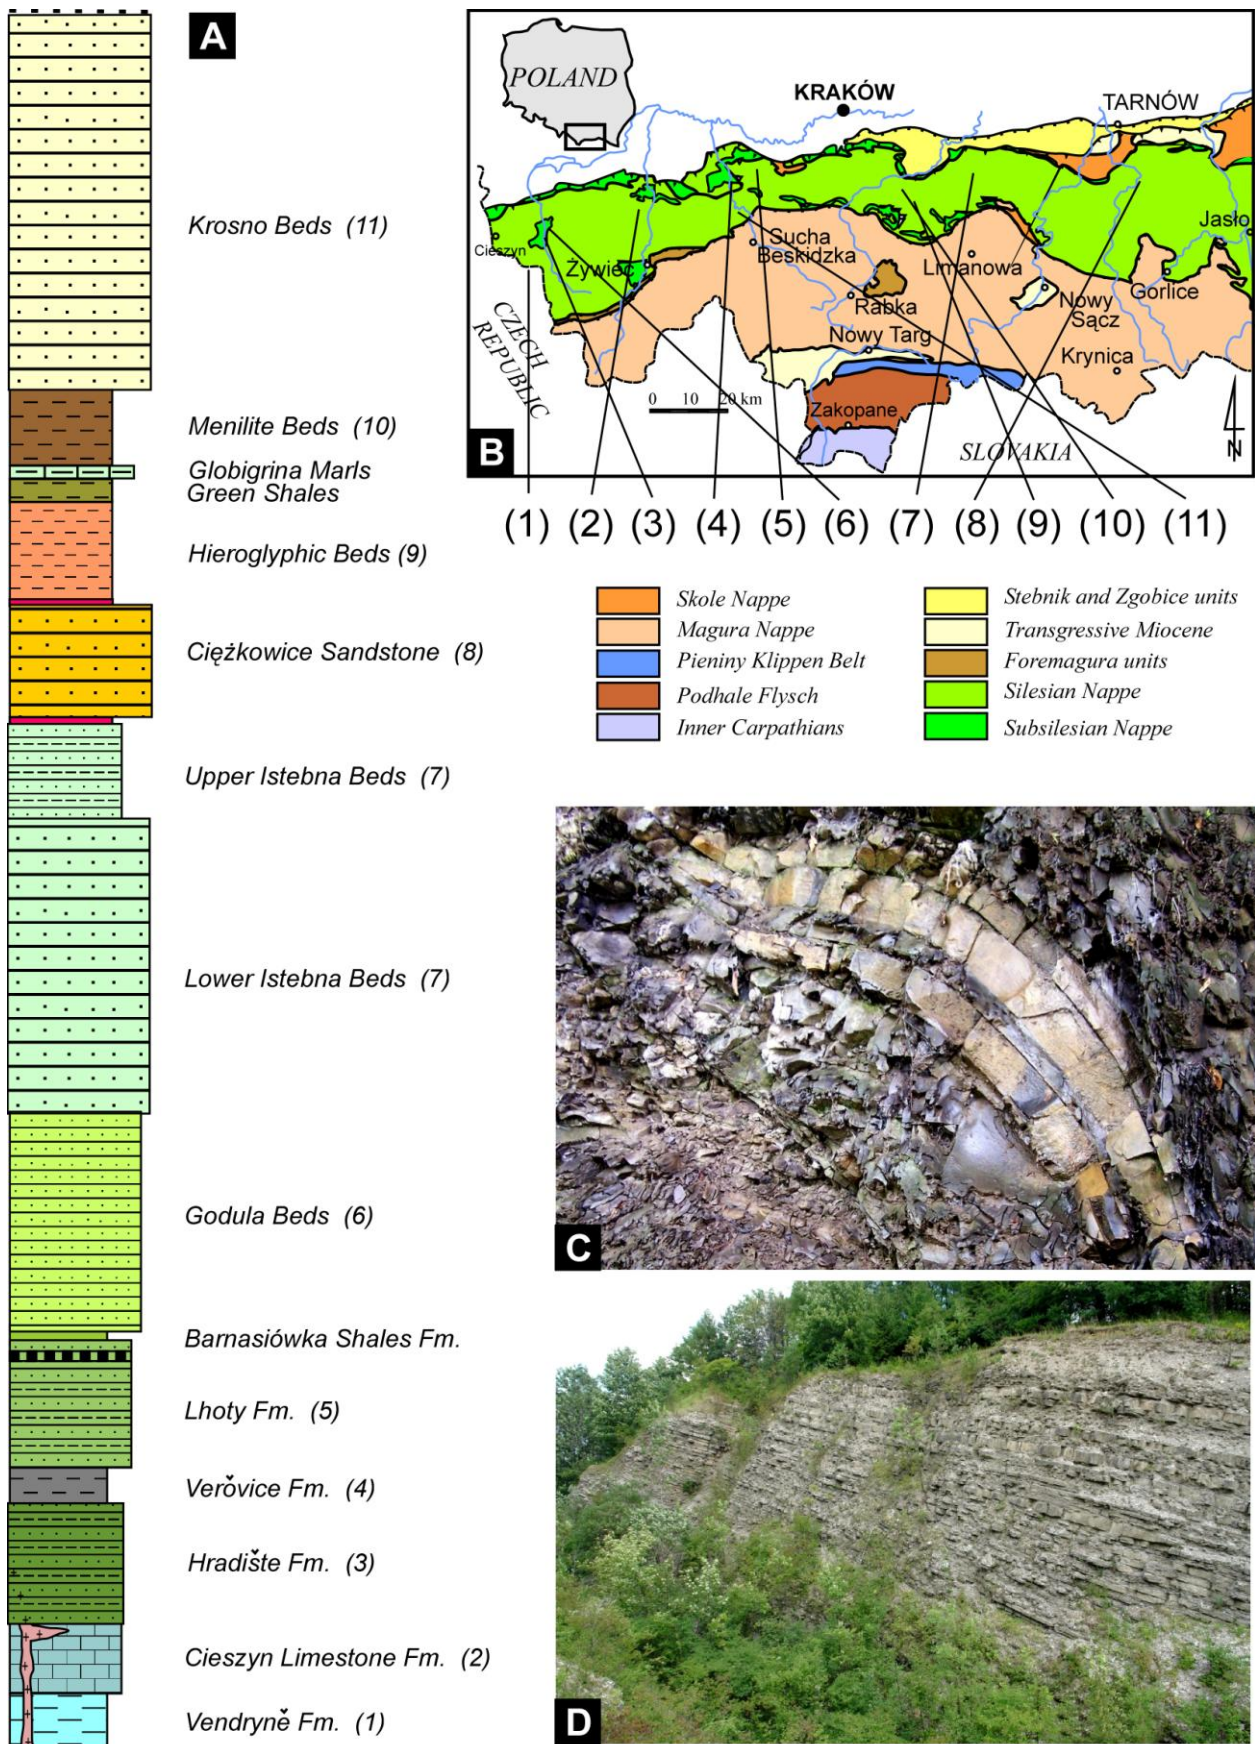 A
Krosno Beds (11)
Menilite Beds (10)
Globigrina Marls
Green Shales
Hieroglyphic Beds (9)
Ciężkowice Sandstone (8)
Upper Istebna Beds (7)
Lower Istebna Beds (7)
Godula Beds (6)
Barnasiówka Shales Fm.
Lhoty Fm. (5)
Verǒvice Fm. (4)
Hradište Fm. (3)
Cieszyn Limestone Fm. (2)
Vendryně Fm. (1)
POLAND
KRAKÓW
TARNÓW
Cieszyn
Żywiec
Sucha
Beskidzka
Limanowa
Jasło
Rabka
Nowy
Sącz
Gorlice
Nowy Targ
Krynica
CZECH
REPUBLIC
0 10 20 km
Zakopane
SLOVAKIA
N
B
(1) (2) (3) (4) (5) (6) (7) (8) (9) (10) (11)
Skole Nappe
Magura Nappe
Pieniny Klippen Belt
Podhale Flysch
Inner Carpathians
Stebnik and Zgobice units
Transgressive Miocene
Foremagura units
Silesian Nappe
Subsilesian Nappe
C
D